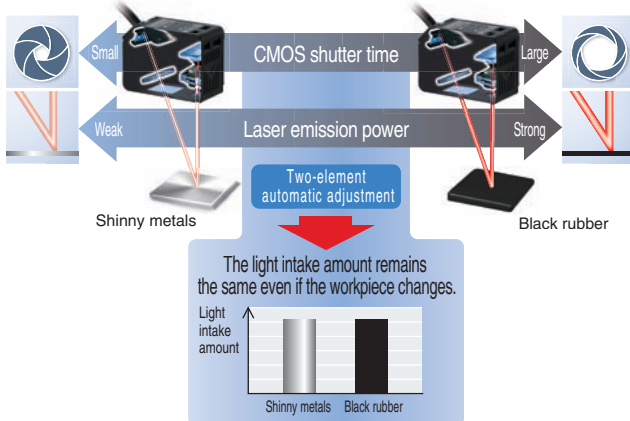 Small
CMOS shutter time
Large
Weak
Laser emission power
Strong
Two-element
automatic adjustment
Shinny metals
Black rubber
The light intake amount remains
the same even if the workpiece changes.
Light
intake
amount
Shinny metals
Black rubber